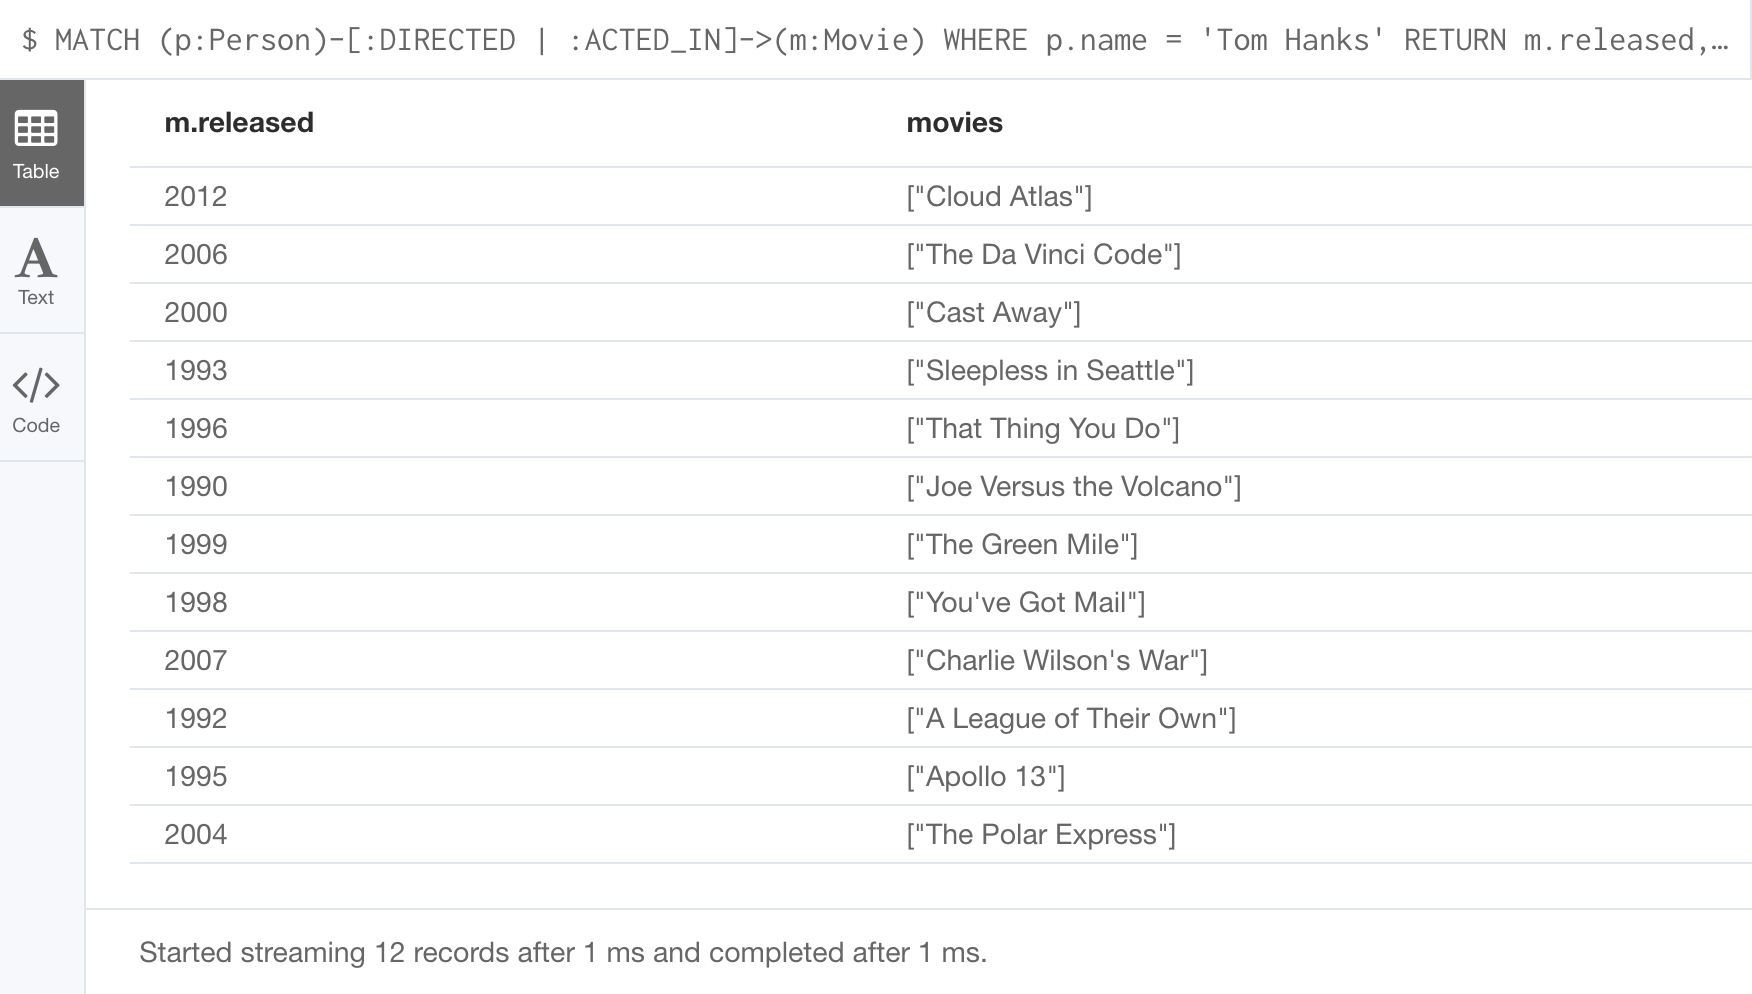 $ MATCH (p:Person)-[:DIRECTED | :ACTED_IN]->(m:Movie) WHERE p.name = 'Tom Hanks' RETURN m.released,…
Table
Text
Code
m.released movies
2012 ["Cloud Atlas"]
2006 ["The Da Vinci Code"]
2000 ["Cast Away"]
1993 ["Sleepless in Seattle"]
1996 ["That Thing You Do"]
1990 ["Joe Versus the Volcano"]
1999 ["The Green Mile"]
1998 ["You've Got Mail"]
2007 ["Charlie Wilson's War"]
1992 ["A League of Their Own"]
1995 ["Apollo 13"]
2004 ["The Polar Express"]
Started streaming 12 records after 1 ms and completed after 1 ms.